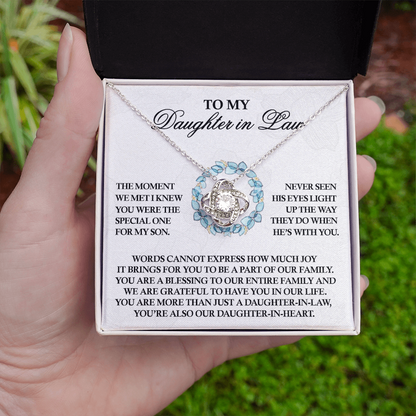 TO MY
Daughter in Law
THE MOMENT
WE MET I KNEW
YOU WERE THE
SPECIAL ONE
FOR MY SON.
NEVER SEEN
HIS EYES LIGHT
UP THE WAY
THEY DO WHEN
HE'S WITH YOU.
WORDS CANNOT EXPRESS HOW MUCH JOY
IT BRINGS FOR YOU TO BE A PART OF OUR FAMILY.
YOU ARE A BLESSING TO OUR ENTIRE FAMILY AND
WE ARE GRATEFUL TO HAVE YOU IN OUR LIFE.
YOU ARE MORE THAN JUST A DAUGHTER-IN-LAW,
YOU'RE ALSO OUR DAUGHTER-IN-HEART.